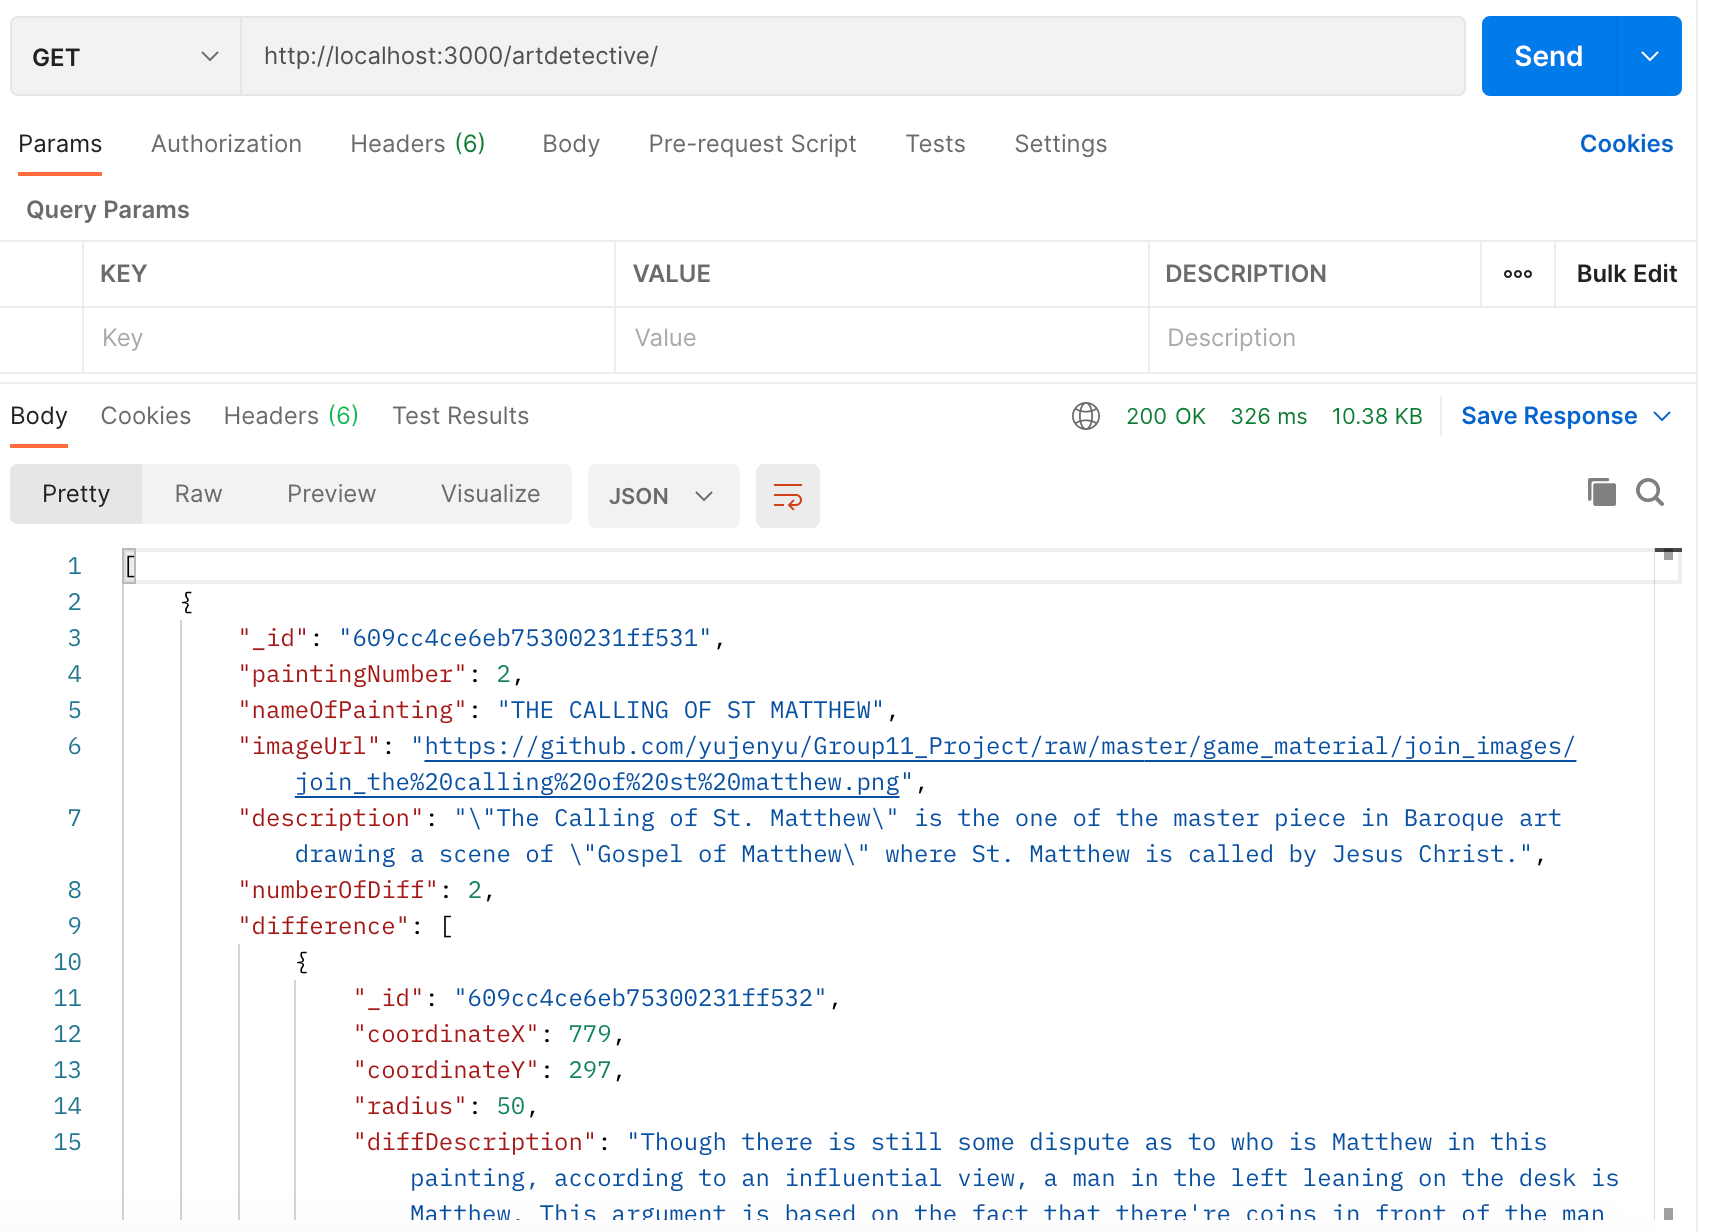 GET http://localhost:3000/artdetective/ Send
Params Authorization Headers (6) Body Pre-request Script Tests Settings Cookies
Query Params
KEY VALUE DESCRIPTION ooo Bulk Edit
Key Value Description
Body Cookies Headers (6) Test Results 200 OK 326 ms 10.38 KB Save Response
Pretty Raw Preview Visualize JSON
1 [
2 {
3 "_id": "609cc4ce6eb75300231ff531",
4 "paintingNumber": 2,
5 "nameOfPainting": "THE CALLING OF ST MATTHEW",
6 "imageUrl": "https://github.com/yujenyu/Group11_Project/raw/master/game_material/join_images/
join_the%20calling%20of%20st%20matthew.png",
7 "description": "\"The Calling of St. Matthew\" is the one of the master piece in Baroque art
drawing a scene of \"Gospel of Matthew\" where St. Matthew is called by Jesus Christ.",
8 "numberOfDiff": 2,
9 "difference": [
10 {
11 "_id": "609cc4ce6eb75300231ff532",
12 "coordinateX": 779,
13 "coordinateY": 297,
14 "radius": 50,
15 "diffDescription": "Though there is still some dispute as to who is Matthew in this
painting, according to an influential view, a man in the left leaning on the desk is
Matthew. This argument is based on the fact that there're coins in front of the man